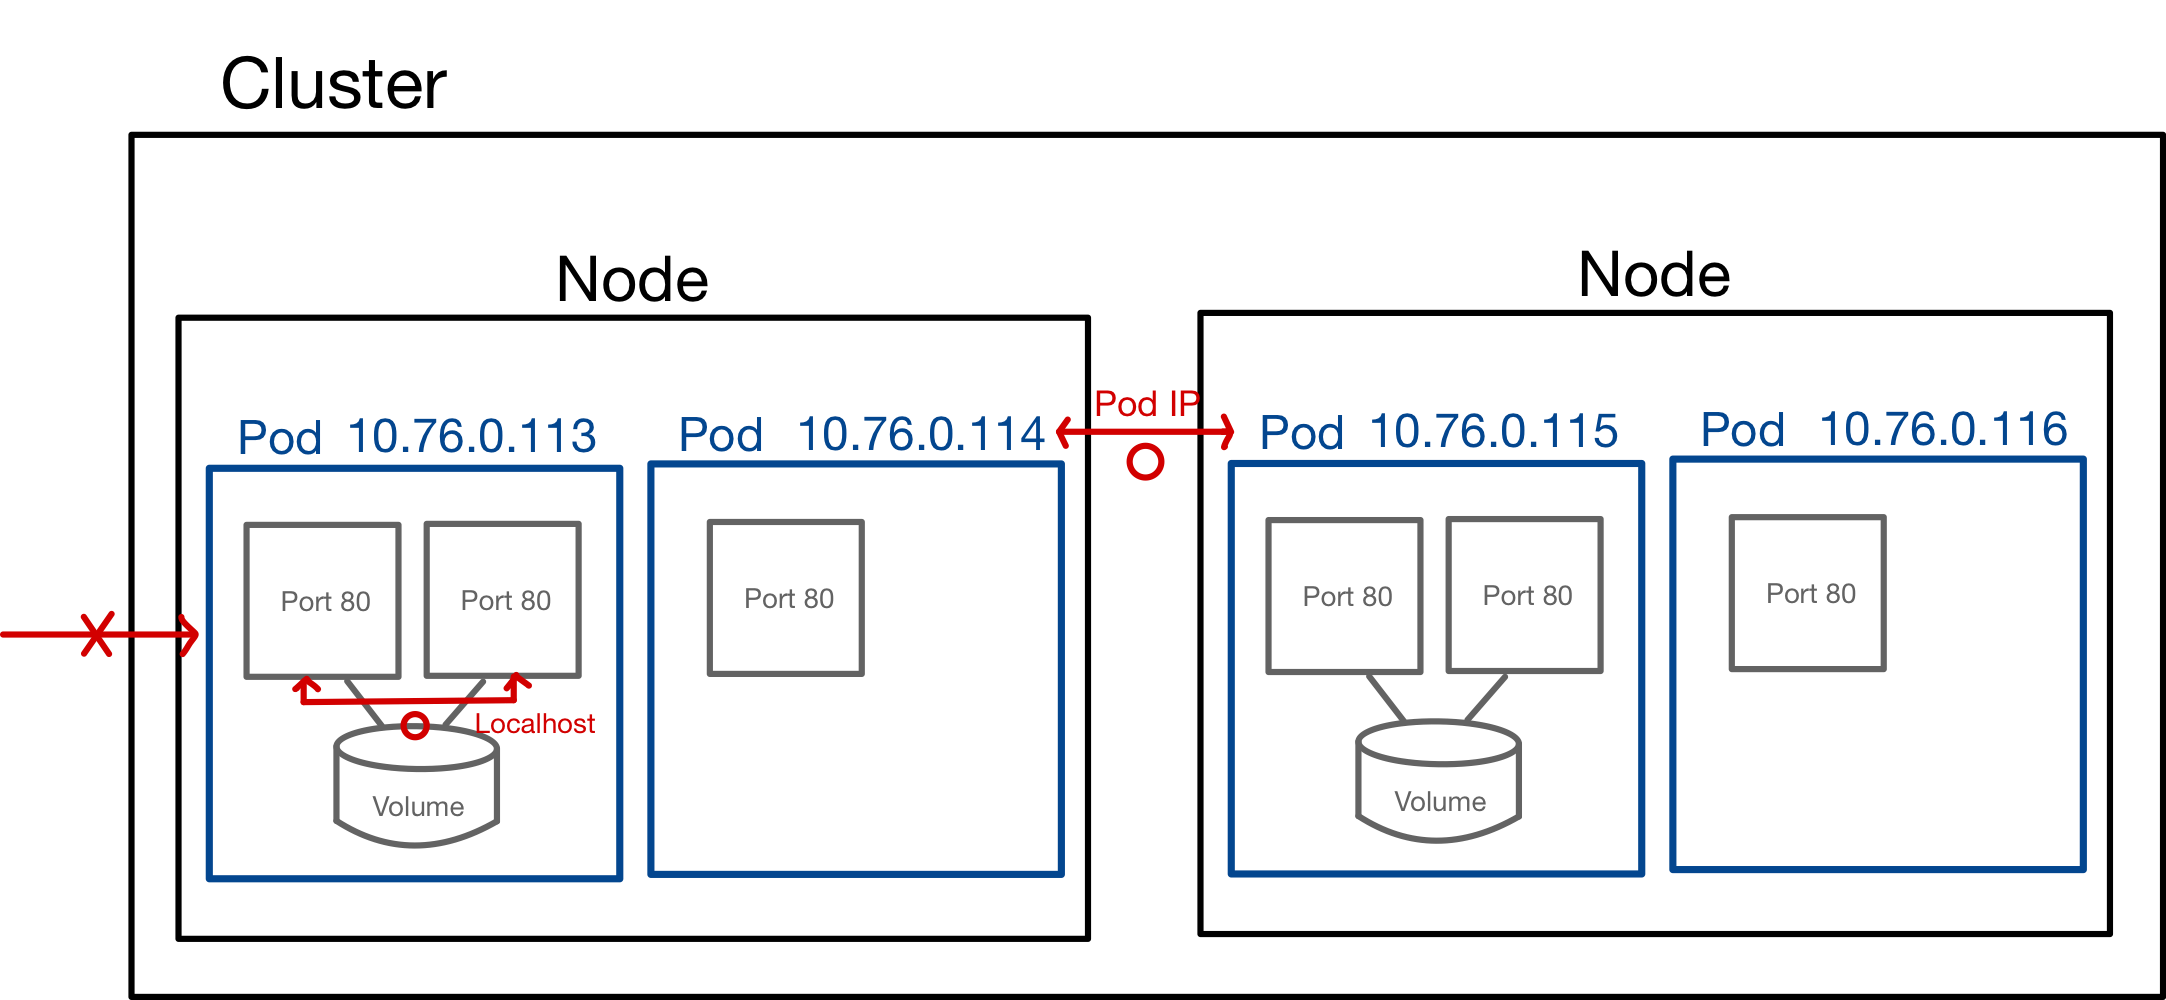 Cluster
Node
Node
Pod IP
Pod 10.76.0.113
Pod 10.76.0.114
Pod 10.76.0.115
Pod 10.76.0.116
Port 80
Port 80
Port 80
Port 80
Port 80
Port 80
Localhost
Volume
Volume